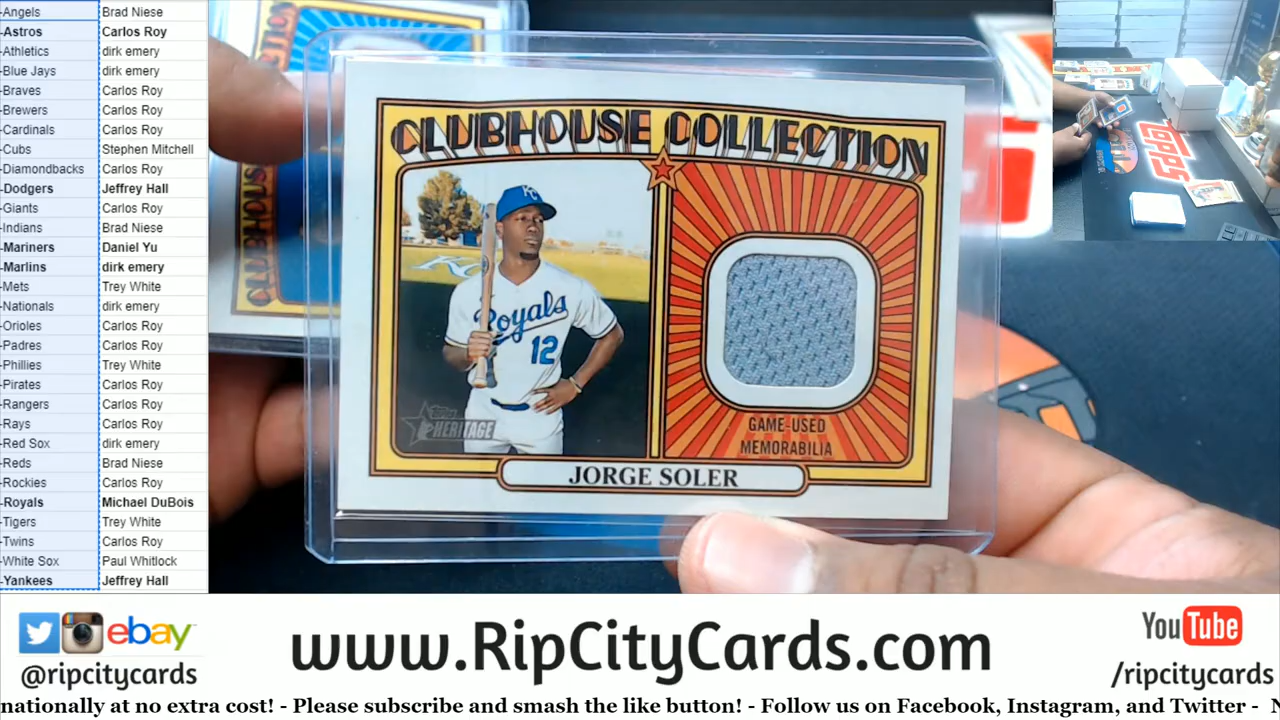 -Angels Brad Niese
-Astros Carlos Roy
-Athletics dirk emery
-Blue Jays dirk emery
-Braves Carlos Roy
-Brewers Carlos Roy
-Cardinals Carlos Roy
-Cubs Stephen Mitchell
-Diamondbacks Carlos Roy
-Dodgers Jeffrey Hall
-Giants Carlos Roy
-Indians Brad Niese
-Mariners Daniel Yu
-Marlins dirk emery
-Mets Trey White
-Nationals dirk emery
-Orioles Carlos Roy
-Padres Carlos Roy
-Phillies Trey White
-Pirates Carlos Roy
-Rangers Carlos Roy
-Rays Carlos Roy
-Red Sox dirk emery
-Reds Brad Niese
-Rockies Carlos Roy
-Royals Michael DuBois
-Tigers Trey White
-Twins Carlos Roy
-White Sox Paul Whitlock
-Yankees Jeffrey Hall
CLUBHOUSE COLLECTION
KC
KC
Royals
12
Topps
HERITAGE
GAME-USED
MEMORABILIA
JORGE SOLER
CLUBHOUS
TOPPS
ebay
@ripcitycards
www.RipCityCards.com
YouTube
/ripcitycards
nationally at no extra cost! - Please subscribe and smash the like button! - Follow us on Facebook, Instagram, and Twitter - N